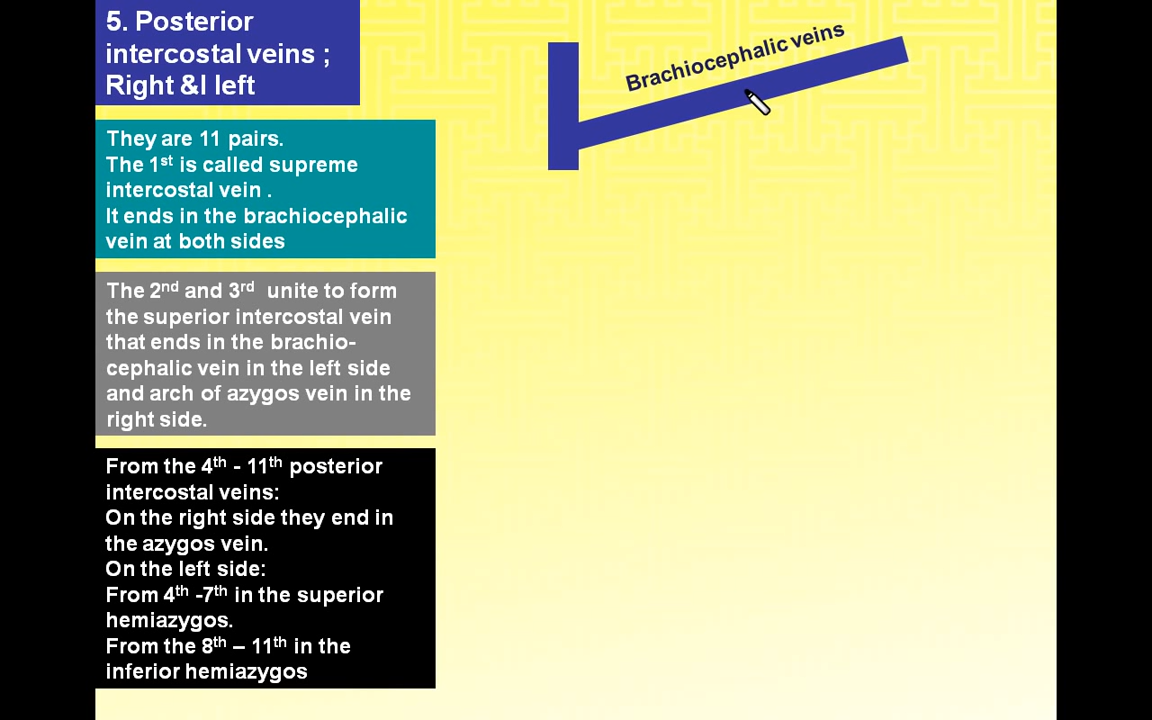 5. Posterior
intercostal veins ;
Right &l left
Brachiocephalic veins
They are 11 pairs.
The 1st is called supreme
intercostal vein .
It ends in the brachiocephalic
vein at both sides
The 2nd and 3rd unite to form
the superior intercostal vein
that ends in the brachio-
cephalic vein in the left side
and arch of azygos vein in the
right side.
From the 4th - 11th posterior
intercostal veins:
On the right side they end in
the azygos vein.
On the left side:
From 4th -7th in the superior
hemiazygos.
From the 8th – 11th in the
inferior hemiazygos